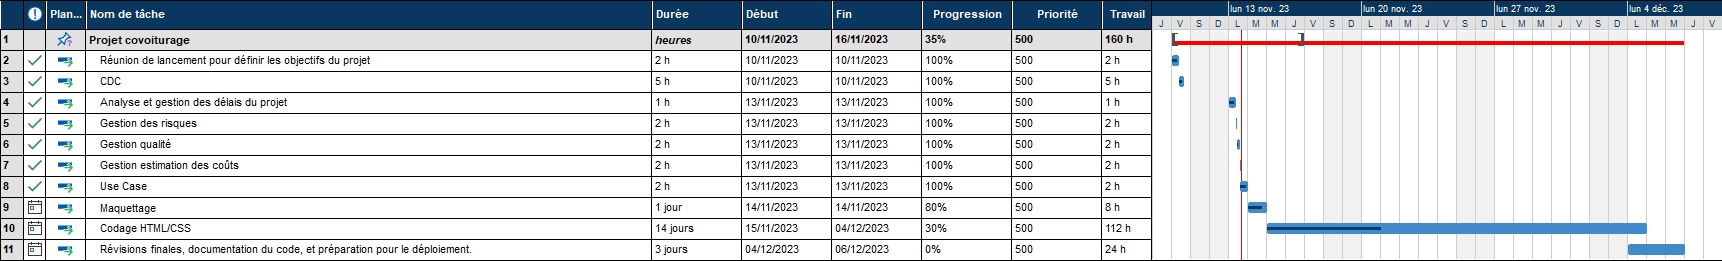 Plan... Nom de tâche Durée Début Fin Progression Priorité Travail lun 13 nov. 23 lun 20 nov. 23 lun 27 nov. 23 lun 4 déc. 23
J V S D L M M J V S D L M M J V S D L M M J V S D L M M J V
1 Projet covoiturage heures 10/11/2023 16/11/2023 35% 500 160 h
2 Réunion de lancement pour définir les objectifs du projet 2 h 10/11/2023 10/11/2023 100% 500 2 h
3 CDC 5 h 10/11/2023 10/11/2023 100% 500 5 h
4 Analyse et gestion des délais du projet 1 h 13/11/2023 13/11/2023 100% 500 1 h
5 Gestion des risques 2 h 13/11/2023 13/11/2023 100% 500 2 h
6 Gestion qualité 2 h 13/11/2023 13/11/2023 100% 500 2 h
7 Gestion estimation des coûts 2 h 13/11/2023 13/11/2023 100% 500 2 h
8 Use Case 2 h 13/11/2023 13/11/2023 100% 500 2 h
9 Maquettage 1 jour 14/11/2023 14/11/2023 80% 500 8 h
10 Codage HTML/CSS 14 jours 15/11/2023 04/12/2023 30% 500 112 h
11 Révisions finales, documentation du code, et préparation pour le déploiement. 3 jours 04/12/2023 06/12/2023 0% 500 24 h